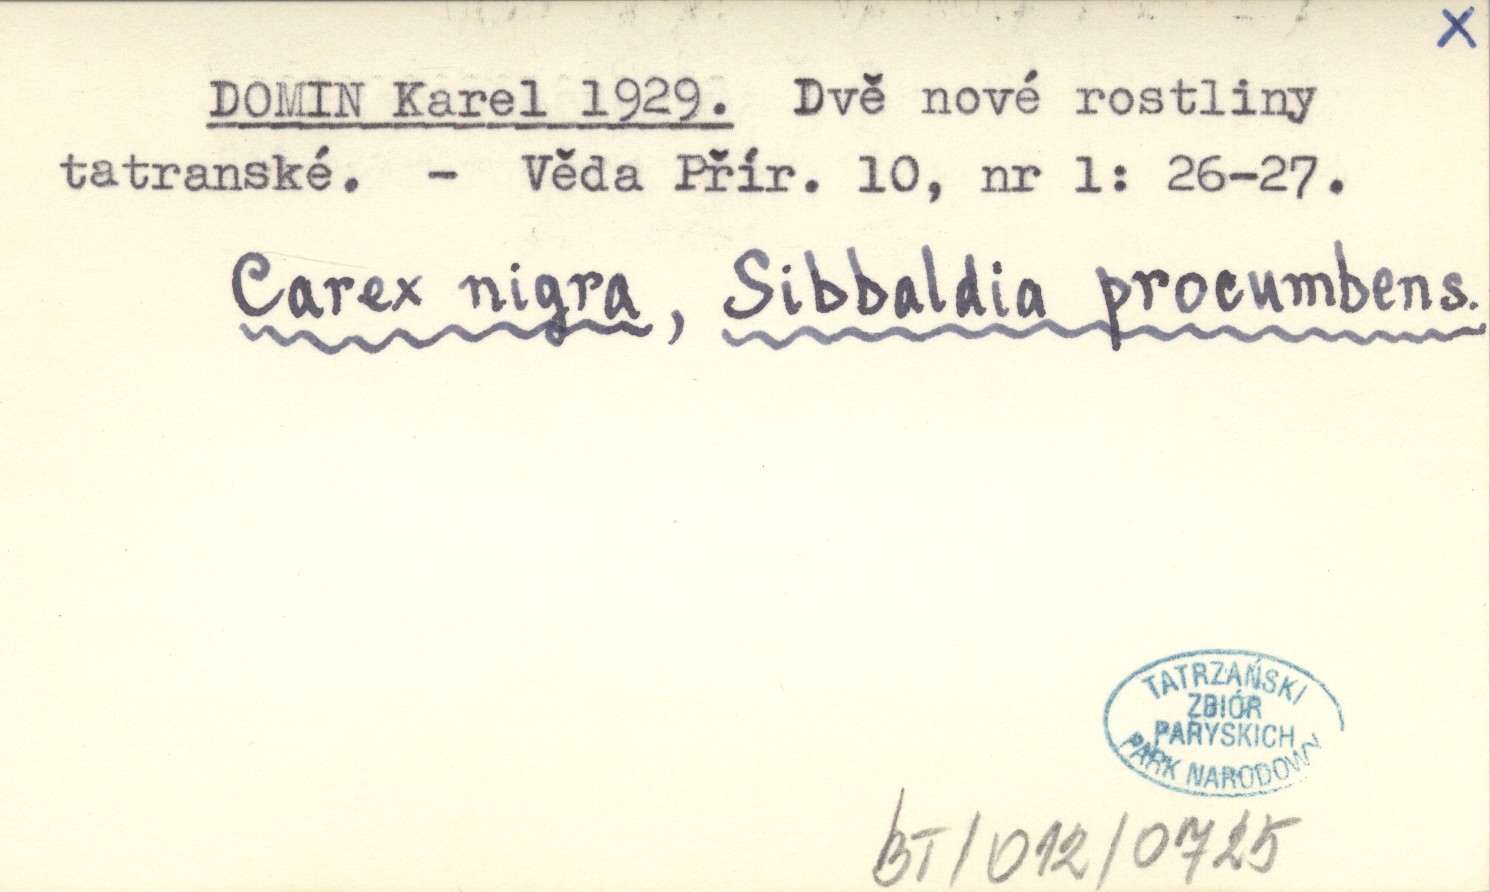 x
DOMIN Karel 1929. Dvě nové rostliny
tatranské. - Věda Přír. 10, nr 1: 26-27.
Carex nigra, Sibbaldia procumbens.
TATRZAŃSKI
ZBIÓR
PARYSKICH
PARK NARODOWY
BT/012/0725